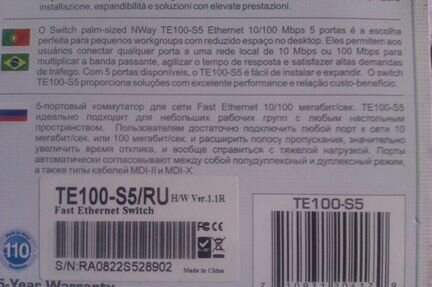 installazione, espandibilità e soluzioni con elevate prestazioni.
O Switch palm-sized NWay TE100-S5 Ethernet 10/100 Mbps 5 portas é a escolha
perfeita para pequenos workgroups com reduzido espaço no desktop. Eles permitem aos
usuários conectar qualquer porta a uma rede local de 10 Mbps ou 100 Mbps para
multiplicar a banda passante, agilizar o tempo de resposta e satisfazer altas demandas
de tráfego. Com 5 portas disponíveis, o TE100-S5 é fácil de instalar e expandir. O switch
TE100-S5 proporciona soluções com excelente performance e relação custo-benefício.
5-портовый коммутатор для сети Fast Ethernet 10/100 мегабит/сек. TE100-S5
идеально подходит для небольших рабочих групп с любым настольным
пространством. Пользователям достаточно подключить любой порт к сети 10
мегабит/сек. или 100 мегабит/сек. и расширить полосу пропускания, значительно
увеличить время отклика, и вообще справиться с тяжелой нагрузкой. Порты
автоматически согласовывают между собой полудуплексный и дуплексный режим,
а также типы кабелей MDI-II и MDI-X.
TE100-S5/RU H/W Ver.1.1R
Fast Ethernet Switch
FC CE
Made in China
S/N:RA0822S528902
TE100-S5
110
5-Year Warranty